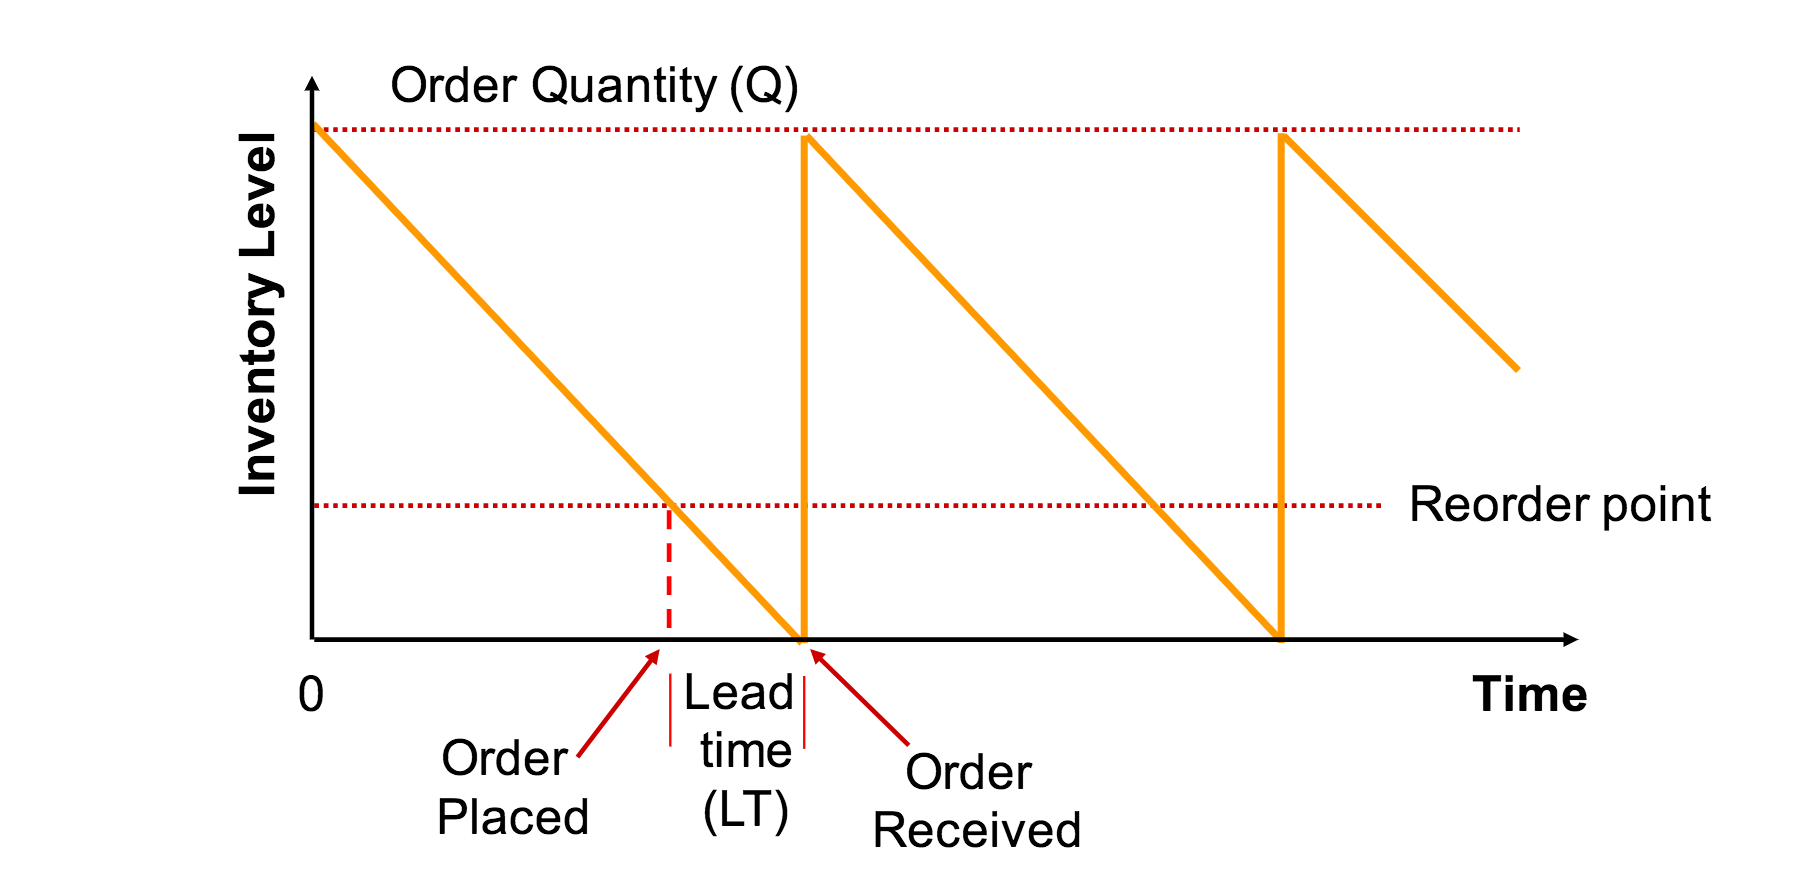 Order Quantity (Q)
Inventory Level
Reorder point
0
Time
Lead
time
(LT)
Order
Placed
Order
Received